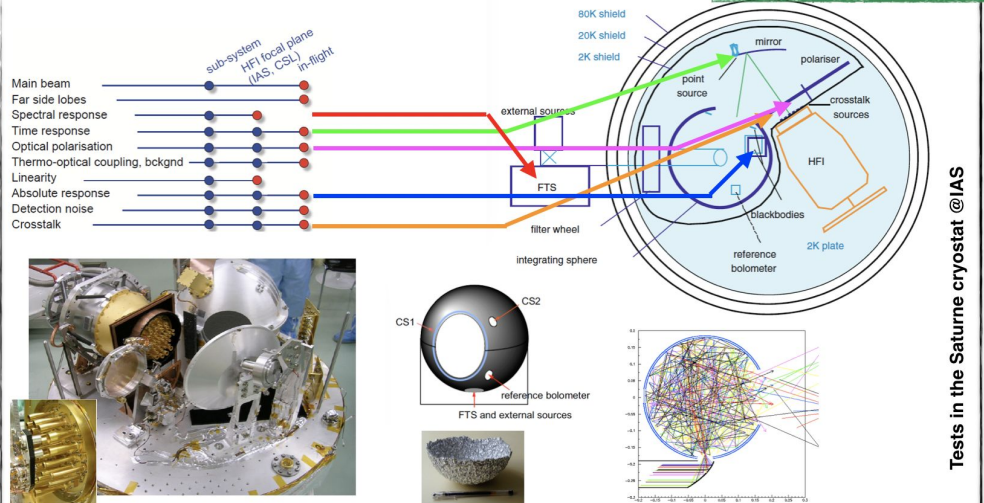 sub-system
HFI focal plane
(IAS, CSL)
in-flight
Main beam
Far side lobes
Spectral response
Time response
Optical polarisation
Thermo-optical coupling, bckgnd
Linearity
Absolute response
Detection noise
Crosstalk
80K shield
20K shield
2K shield
mirror
polariser
point
source
crosstalk
sources
external sources
HFI
FTS
blackbodies
filter wheel
2K plate
reference
bolometer
integrating sphere
CS2
CS1
reference bolometer
FTS and external sources
Tests in the Saturne cryostat @IAS